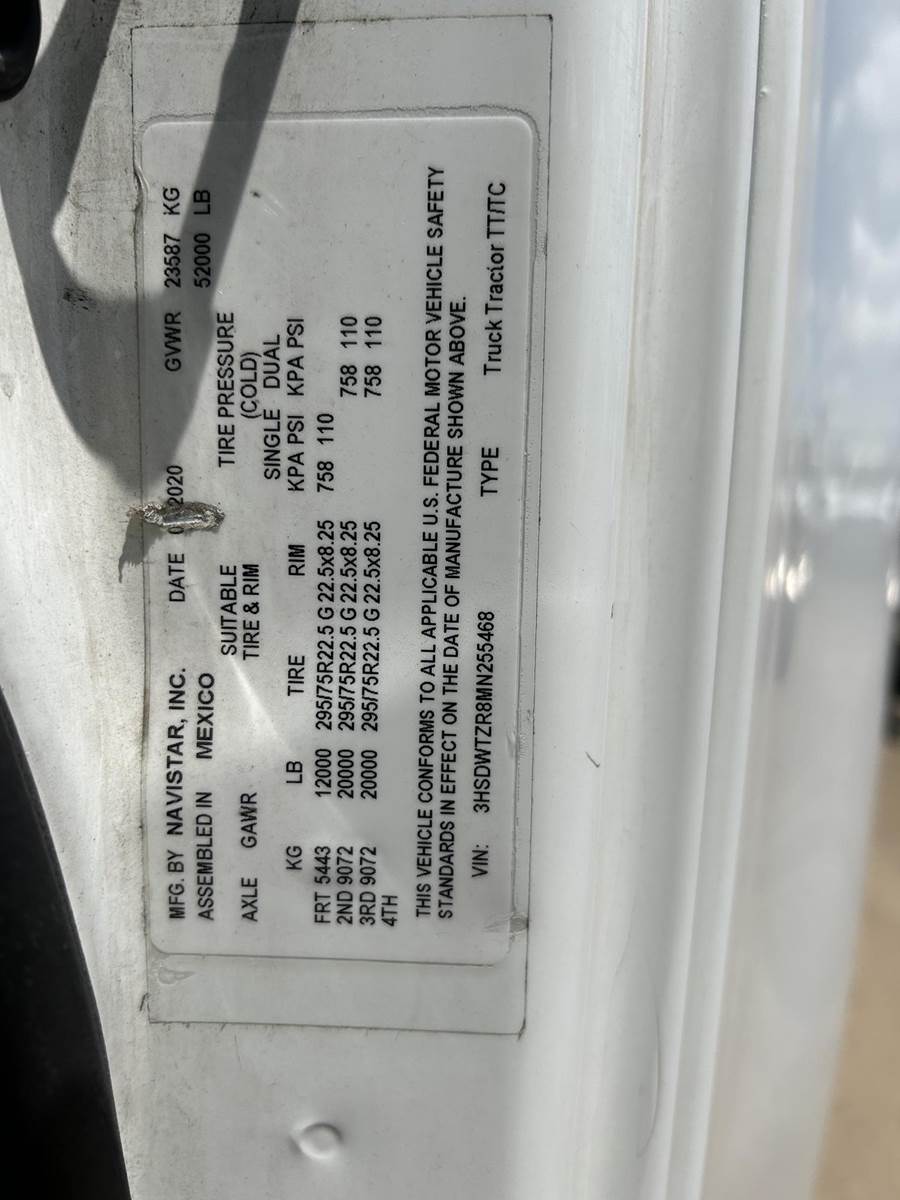 MFG. BY NAVISTAR, INC. DATE 2020 GVWR 23587 KG
ASSEMBLED IN MEXICO 52000 LB
SUITABLE TIRE PRESSURE
AXLE GAWR TIRE & RIM (COLD)
SINGLE DUAL
KG LB TIRE RIM KPA PSI KPA PSI
FRT 5443 12000 295/75R22.5 G 22.5x8.25 758 110
2ND 9072 20000 295/75R22.5 G 22.5x8.25 758 110
3RD 9072 20000 295/75R22.5 G 22.5x8.25 758 110
4TH
THIS VEHICLE CONFORMS TO ALL APPLICABLE U.S. FEDERAL MOTOR VEHICLE SAFETY
STANDARDS IN EFFECT ON THE DATE OF MANUFACTURE SHOWN ABOVE.
VIN: 3HSDWTZR8MN255468 TYPE Truck Tractor TT/TC